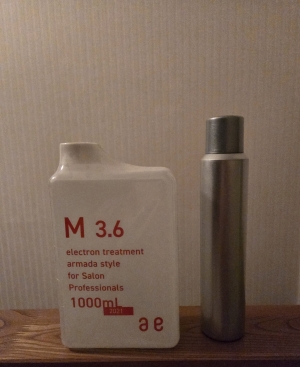 M 3.6
electron treatment
armada style
for Salon
Professionals
1000mL
2021
ae